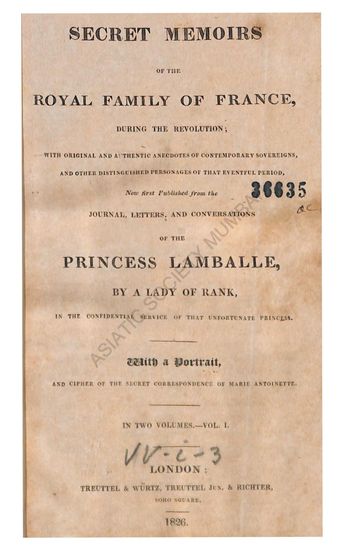 SECRET MEMOIRS
OF THE
ROYAL FAMILY OF FRANCE,
DURING THE REVOLUTION;
WITH ORIGINAL AND AUTHENTIC ANECDOTES OF CONTEMPORARY SOVEREIGNS,
AND OTHER DISTINGUISHED PERSONAGES OF THAT EVENTFUL PERIOD,
36635
Now first Published from the
JOURNAL, LETTERS, AND CONVERSATIONS
OF THE
PRINCESS LAMBALLE,
BY A LADY OF RANK,
IN THE CONFIDENTIAL SERVICE OF THAT UNFORTUNATE PRINCESS.
With a Portrait,
AND CIPHER OF THE SECRET CORRESPONDENCE OF MARIE ANTOINETTE.
IN TWO VOLUMES.—VOL. I.
VV-i-3
LONDON:
TREUTTEL & WÜRTZ, TREUTTEL JUN. & RICHTER,
SOHO SQUARE.
1826.
ASIATIC SOCIETY MUMBAI